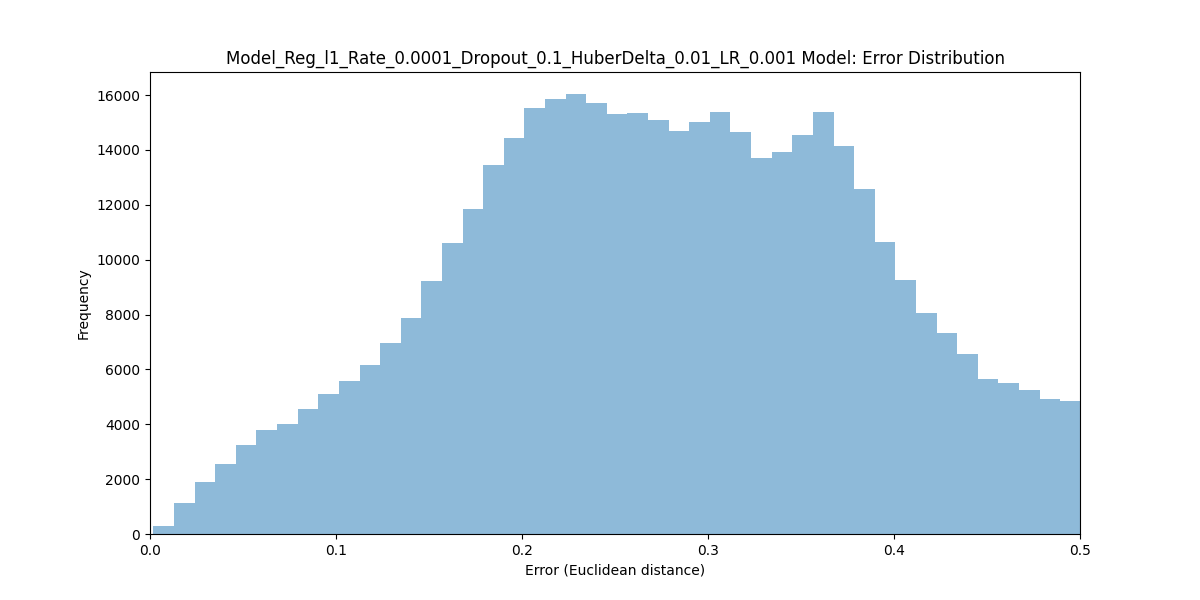 Model_Reg_l1_Rate_0.0001_Dropout_0.1_HuberDelta_0.01_LR_0.001 Model: Error Distribution
16000
14000
12000
10000
8000
6000
4000
2000
0
Frequency
0.0 0.1 0.2 0.3 0.4 0.5
Error (Euclidean distance)